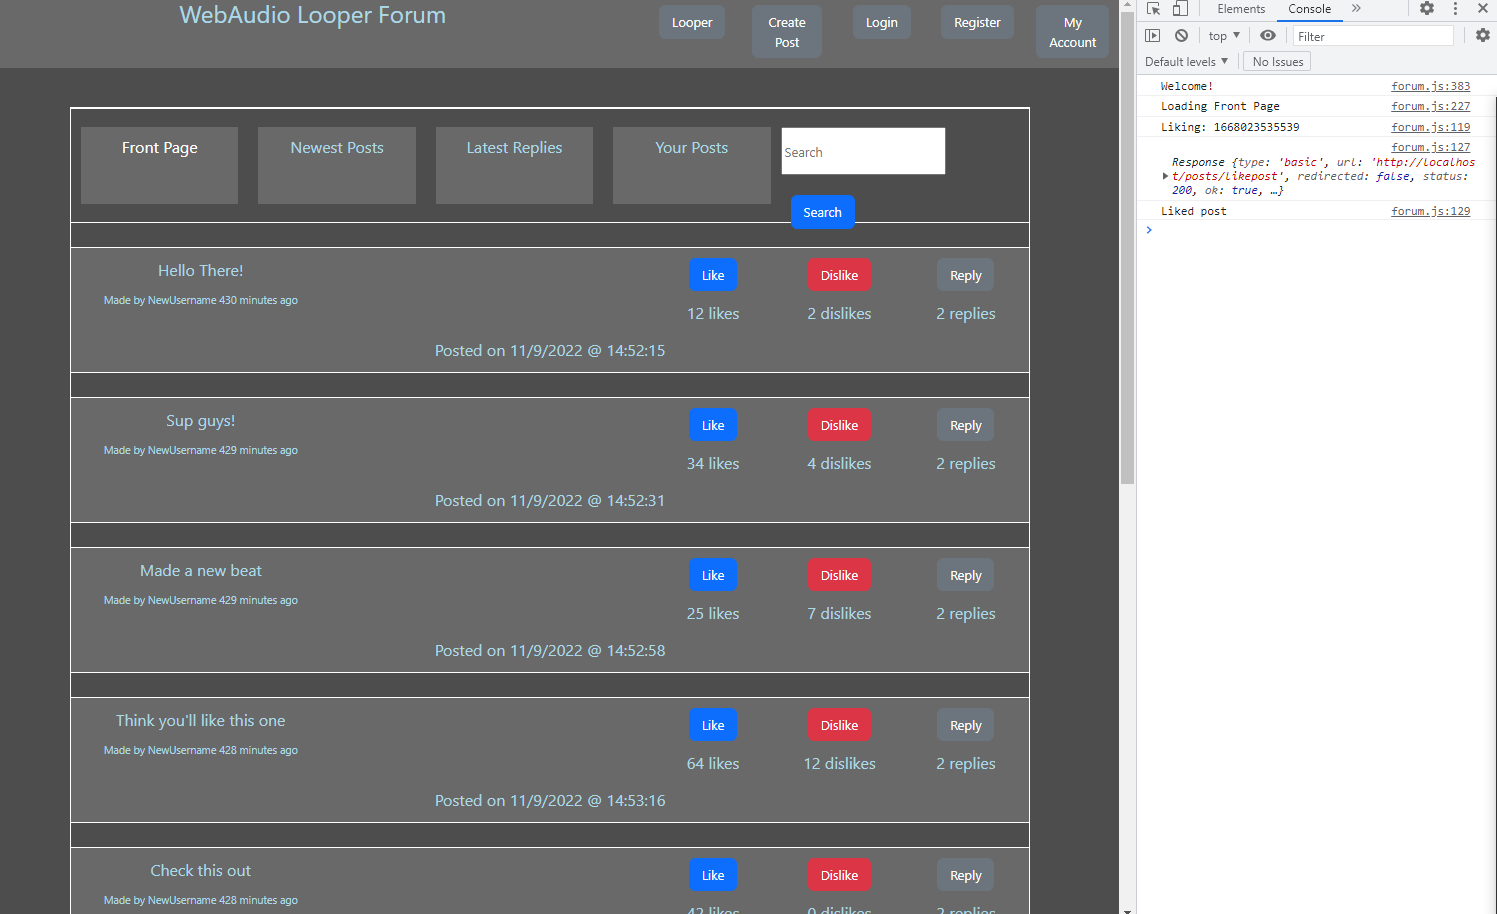 WebAudio Looper Forum
Looper
Create
Post
Login
Register
My
Account
Front Page
Newest Posts
Latest Replies
Your Posts
Search
Search
Hello There!
Made by NewUsername 430 minutes ago
Like
Dislike
Reply
12 likes
2 dislikes
2 replies
Posted on 11/9/2022 @ 14:52:15
Sup guys!
Made by NewUsername 429 minutes ago
Like
Dislike
Reply
34 likes
4 dislikes
2 replies
Posted on 11/9/2022 @ 14:52:31
Made a new beat
Made by NewUsername 429 minutes ago
Like
Dislike
Reply
25 likes
7 dislikes
2 replies
Posted on 11/9/2022 @ 14:52:58
Think you'll like this one
Made by NewUsername 428 minutes ago
Like
Dislike
Reply
64 likes
12 dislikes
2 replies
Posted on 11/9/2022 @ 14:53:16
Check this out
Made by NewUsername 428 minutes ago
Like
Dislike
Reply
42 likes
0 dislikes
2 replies
Elements Console
top Filter
Default levels No Issues
Welcome! forum.js:383
Loading Front Page forum.js:227
Liking: 1668023535539 forum.js:119
forum.js:127
Response {type: 'basic', url: 'http://localhos
t/posts/likepost', redirected: false, status:
200, ok: true, …}
Liked post forum.js:129